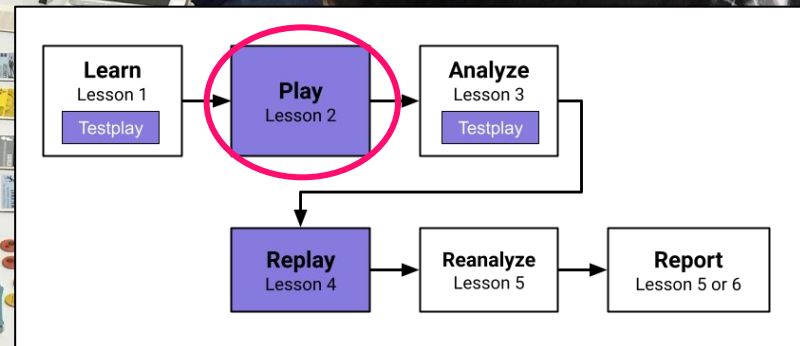 Learn
Lesson 1
Testplay
Play
Lesson 2
Analyze
Lesson 3
Testplay
Replay
Lesson 4
Reanalyze
Lesson 5
Report
Lesson 5 or 6